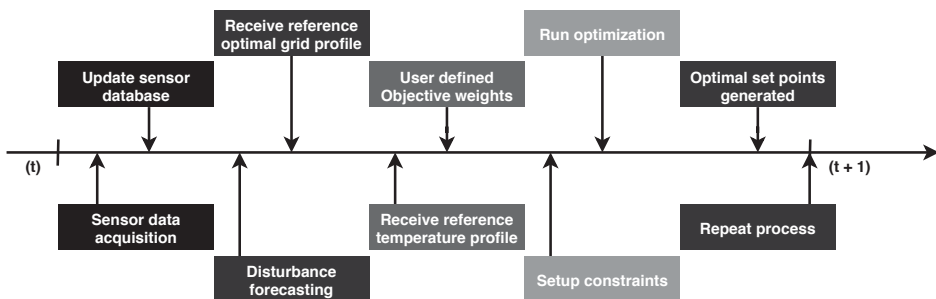 Receive reference
optimal grid profile
Run optimization
Update sensor
database
User defined
Objective weights
Optimal set points
generated
(t)
(t + 1)
Sensor data
acquisition
Receive reference
temperature profile
Repeat process
Disturbance
forecasting
Setup constraints